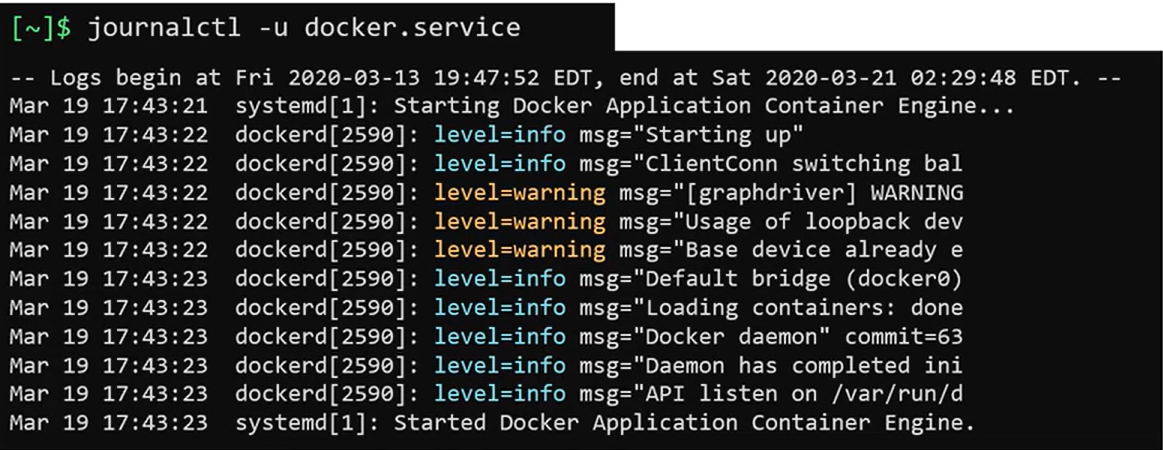 [~]$ journalctl -u docker.service
-- Logs begin at Fri 2020-03-13 19:47:52 EDT, end at Sat 2020-03-21 02:29:48 EDT. --
Mar 19 17:43:21  systemd[1]: Starting Docker Application Container Engine...
Mar 19 17:43:22  dockerd[2590]: level=info msg="Starting up"
Mar 19 17:43:22  dockerd[2590]: level=info msg="ClientConn switching bal
Mar 19 17:43:22  dockerd[2590]: level=warning msg="[graphdriver] WARNING
Mar 19 17:43:22  dockerd[2590]: level=warning msg="Usage of loopback dev
Mar 19 17:43:22  dockerd[2590]: level=warning msg="Base device already e
Mar 19 17:43:23  dockerd[2590]: level=info msg="Default bridge (docker0)
Mar 19 17:43:23  dockerd[2590]: level=info msg="Loading containers: done
Mar 19 17:43:23  dockerd[2590]: level=info msg="Docker daemon" commit=63
Mar 19 17:43:23  dockerd[2590]: level=info msg="Daemon has completed ini
Mar 19 17:43:23  dockerd[2590]: level=info msg="API listen on /var/run/d
Mar 19 17:43:23  systemd[1]: Started Docker Application Container Engine.